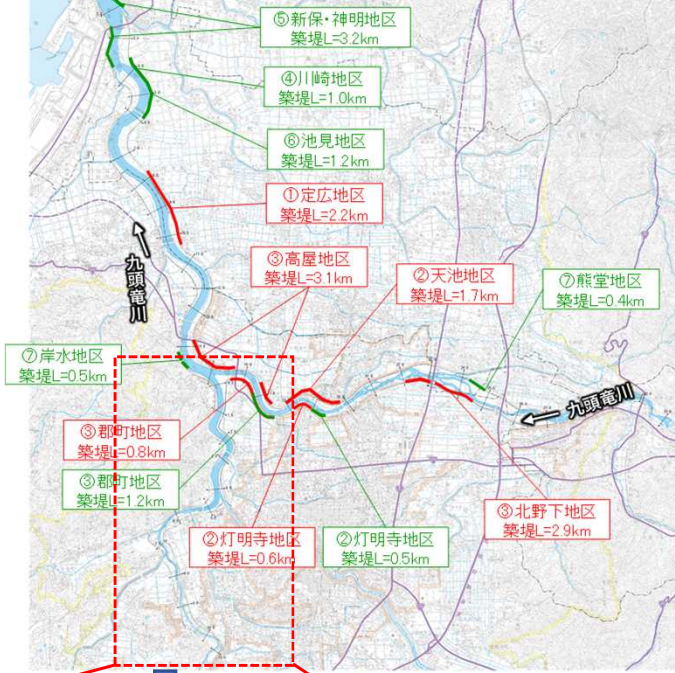 ⑤新保・神明地区
築堤L=3.2km
④川崎地区
築堤L=1.0km
⑥池見地区
築堤L=1.2km
①定広地区
築堤L=2.2km
九頭竜川
③高屋地区
築堤L=3.1km
②天池地区
築堤L=1.7km
⑦熊堂地区
築堤L=0.4km
⑦岸水地区
築堤L=0.5km
九頭竜川
③郡町地区
築堤L=0.8km
③郡町地区
築堤L=1.2km
②灯明寺地区
築堤L=0.6km
②灯明寺地区
築堤L=0.5km
③北野下地区
築堤L=2.9km